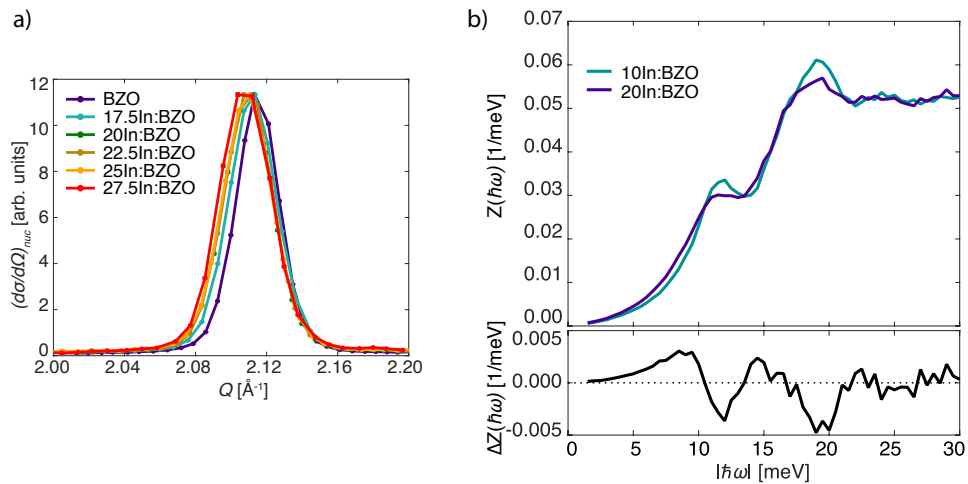 a)
(dσ/dΩ)nuc [arb. units]
12
10
8
6
4
2
0
BZO
17.5In:BZO
20In:BZO
22.5In:BZO
25In:BZO
27.5In:BZO
2.00 2.04 2.08 2.12 2.16 2.20
Q [Å-1]
b)
Z(ℏω) [1/meV]
0.07
0.06
0.05
0.04
0.03
0.02
0.01
0.00
10In:BZO
20In:BZO
ΔZ(ℏω) [1/meV]
0.005
0.000
-0.005
0 5 10 15 20 25 30
|ℏω| [meV]